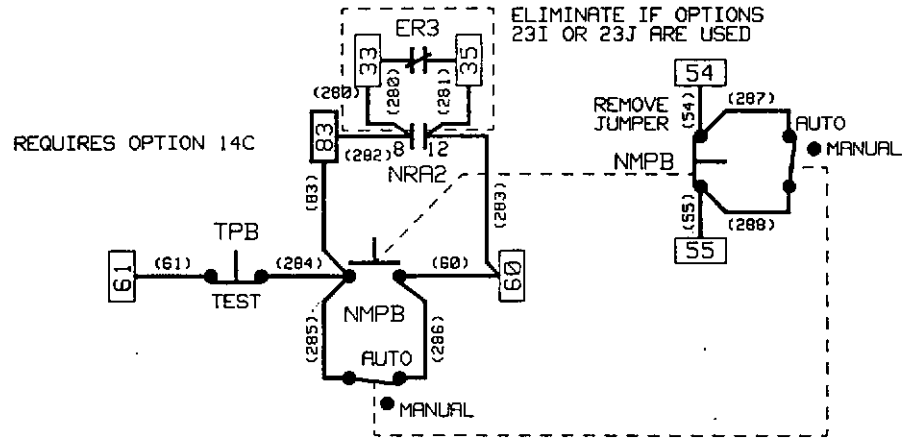 ELIMINATE IF OPTIONS
23I OR 23J ARE USED
ER3
33
35
(280)
(280)
(281)
54
(54)
(287)
REMOVE
JUMPER
AUTO
MANUAL
REQUIRES OPTION 14C
83
(282)
8
12
NRA2
NMPB
(83)
(283)
(55)
(288)
55
TPB
61
(61)
(284)
TEST
(60)
60
NMPB
(285)
(286)
AUTO
MANUAL